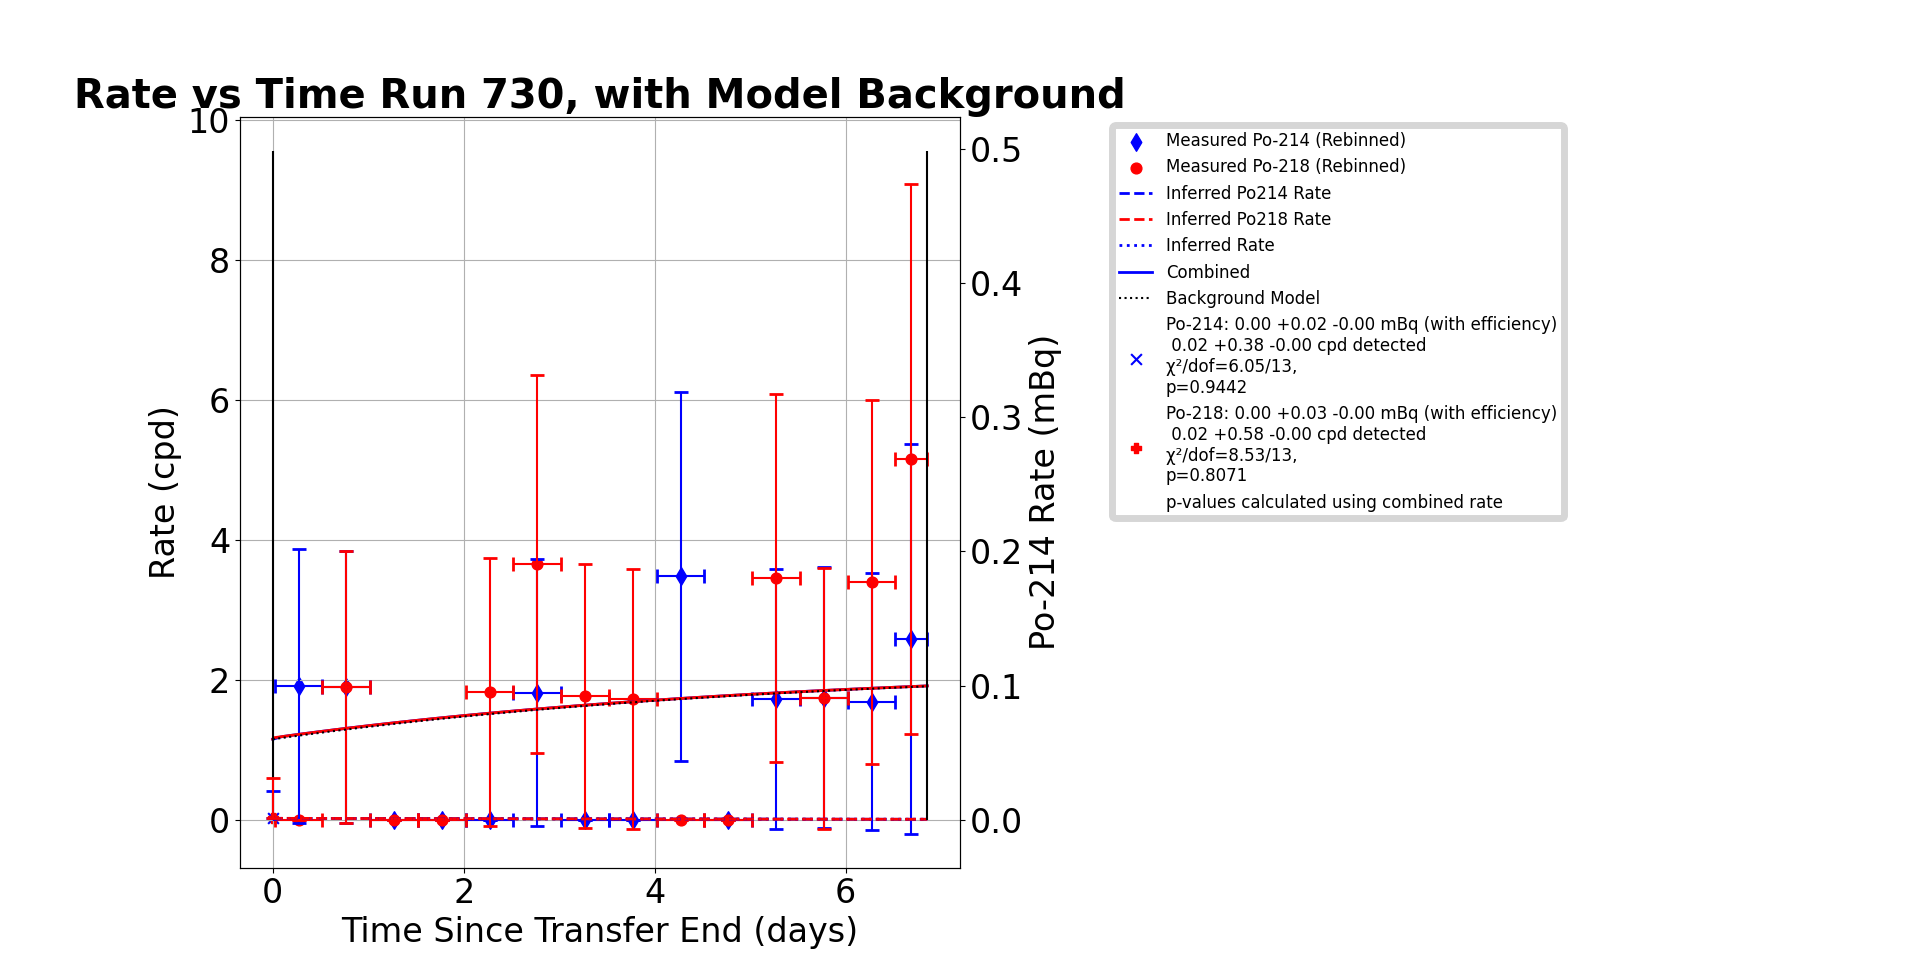 Rate vs Time Run 730, with Model Background
10
8
6
4
2
0
Rate (cpd)
0 2 4 6
Time Since Transfer End (days)
0.5
0.4
0.3
0.2
0.1
0.0
Po-214 Rate (mBq)
Measured Po-214 (Rebinned)
Measured Po-218 (Rebinned)
Inferred Po214 Rate
Inferred Po218 Rate
Inferred Rate
Combined
Background Model
Po-214: 0.00 +0.02 -0.00 mBq (with efficiency)
0.02 +0.38 -0.00 cpd detected
χ²/dof=6.05/13,
p=0.9442
Po-218: 0.00 +0.03 -0.00 mBq (with efficiency)
0.02 +0.58 -0.00 cpd detected
χ²/dof=8.53/13,
p=0.8071
p-values calculated using combined rate